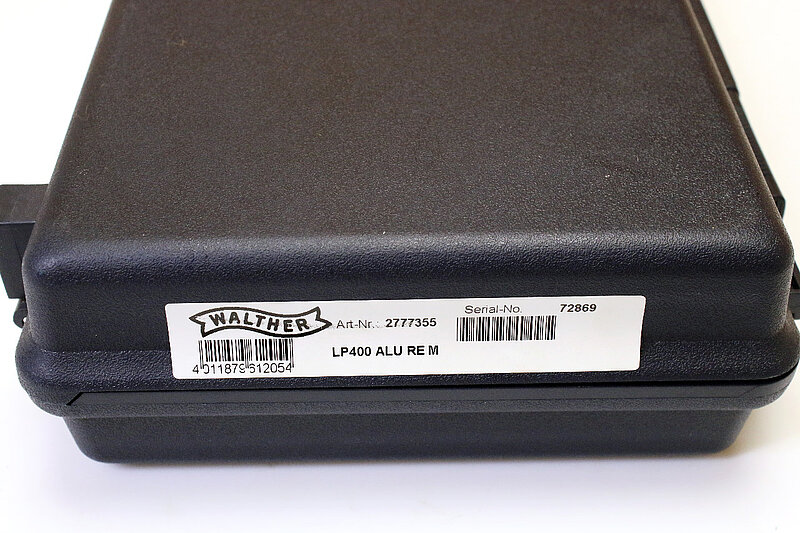 WALTHER
Art-Nr.: 2777355
Serial-No. 72869
LP400 ALU RE M
4 011879 612054